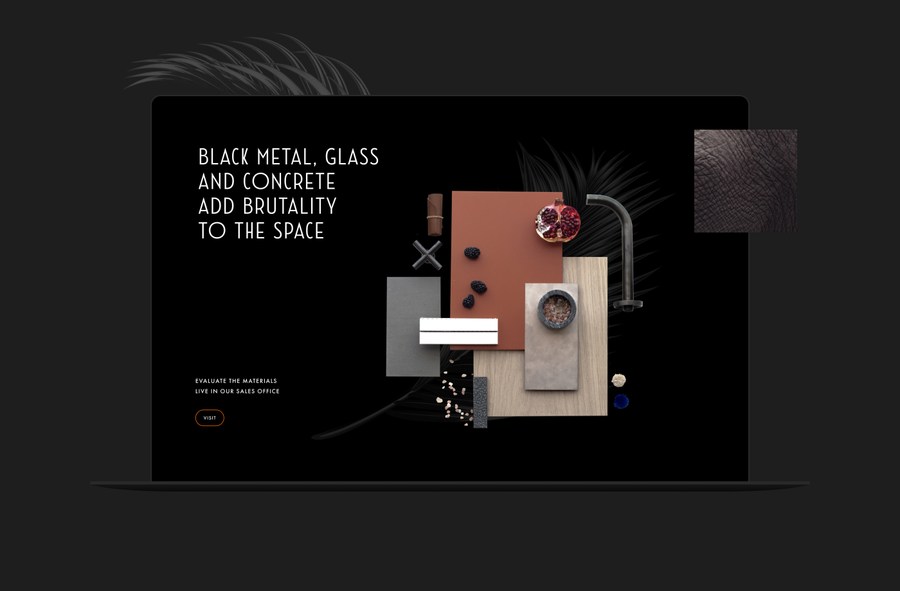 BLACK METAL, GLASS
AND CONCRETE
ADD BRUTALITY
TO THE SPACE
EVALUATE THE MATERIALS
LIVE IN OUR SALES OFFICE
VISIT